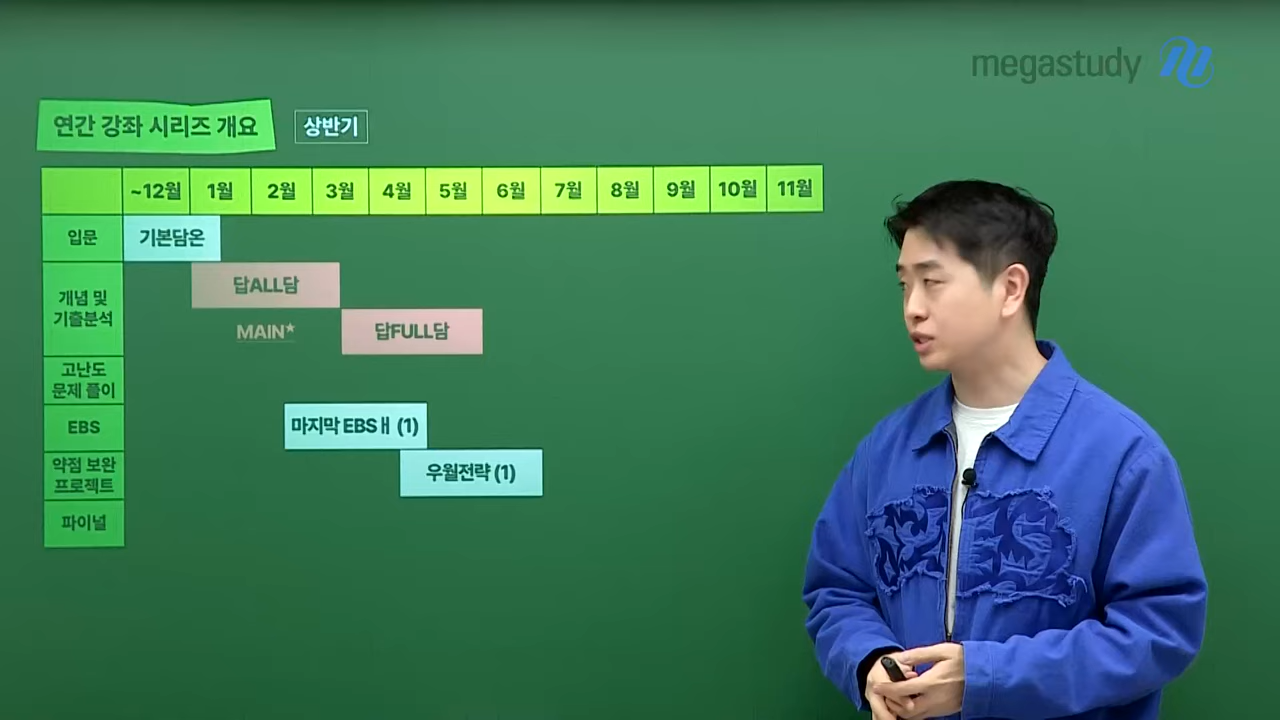 megastudy
연간 강좌 시리즈 개요
상반기
~12월 1월 2월 3월 4월 5월 6월 7월 8월 9월 10월 11월
입문
기본담온
개념 및
기출분석
답ALL담
MAIN★
답FULL담
고난도
문제 풀이
EBS
마지막 EBSㅐ (1)
약점 보완
프로젝트
우월전략 (1)
파이널